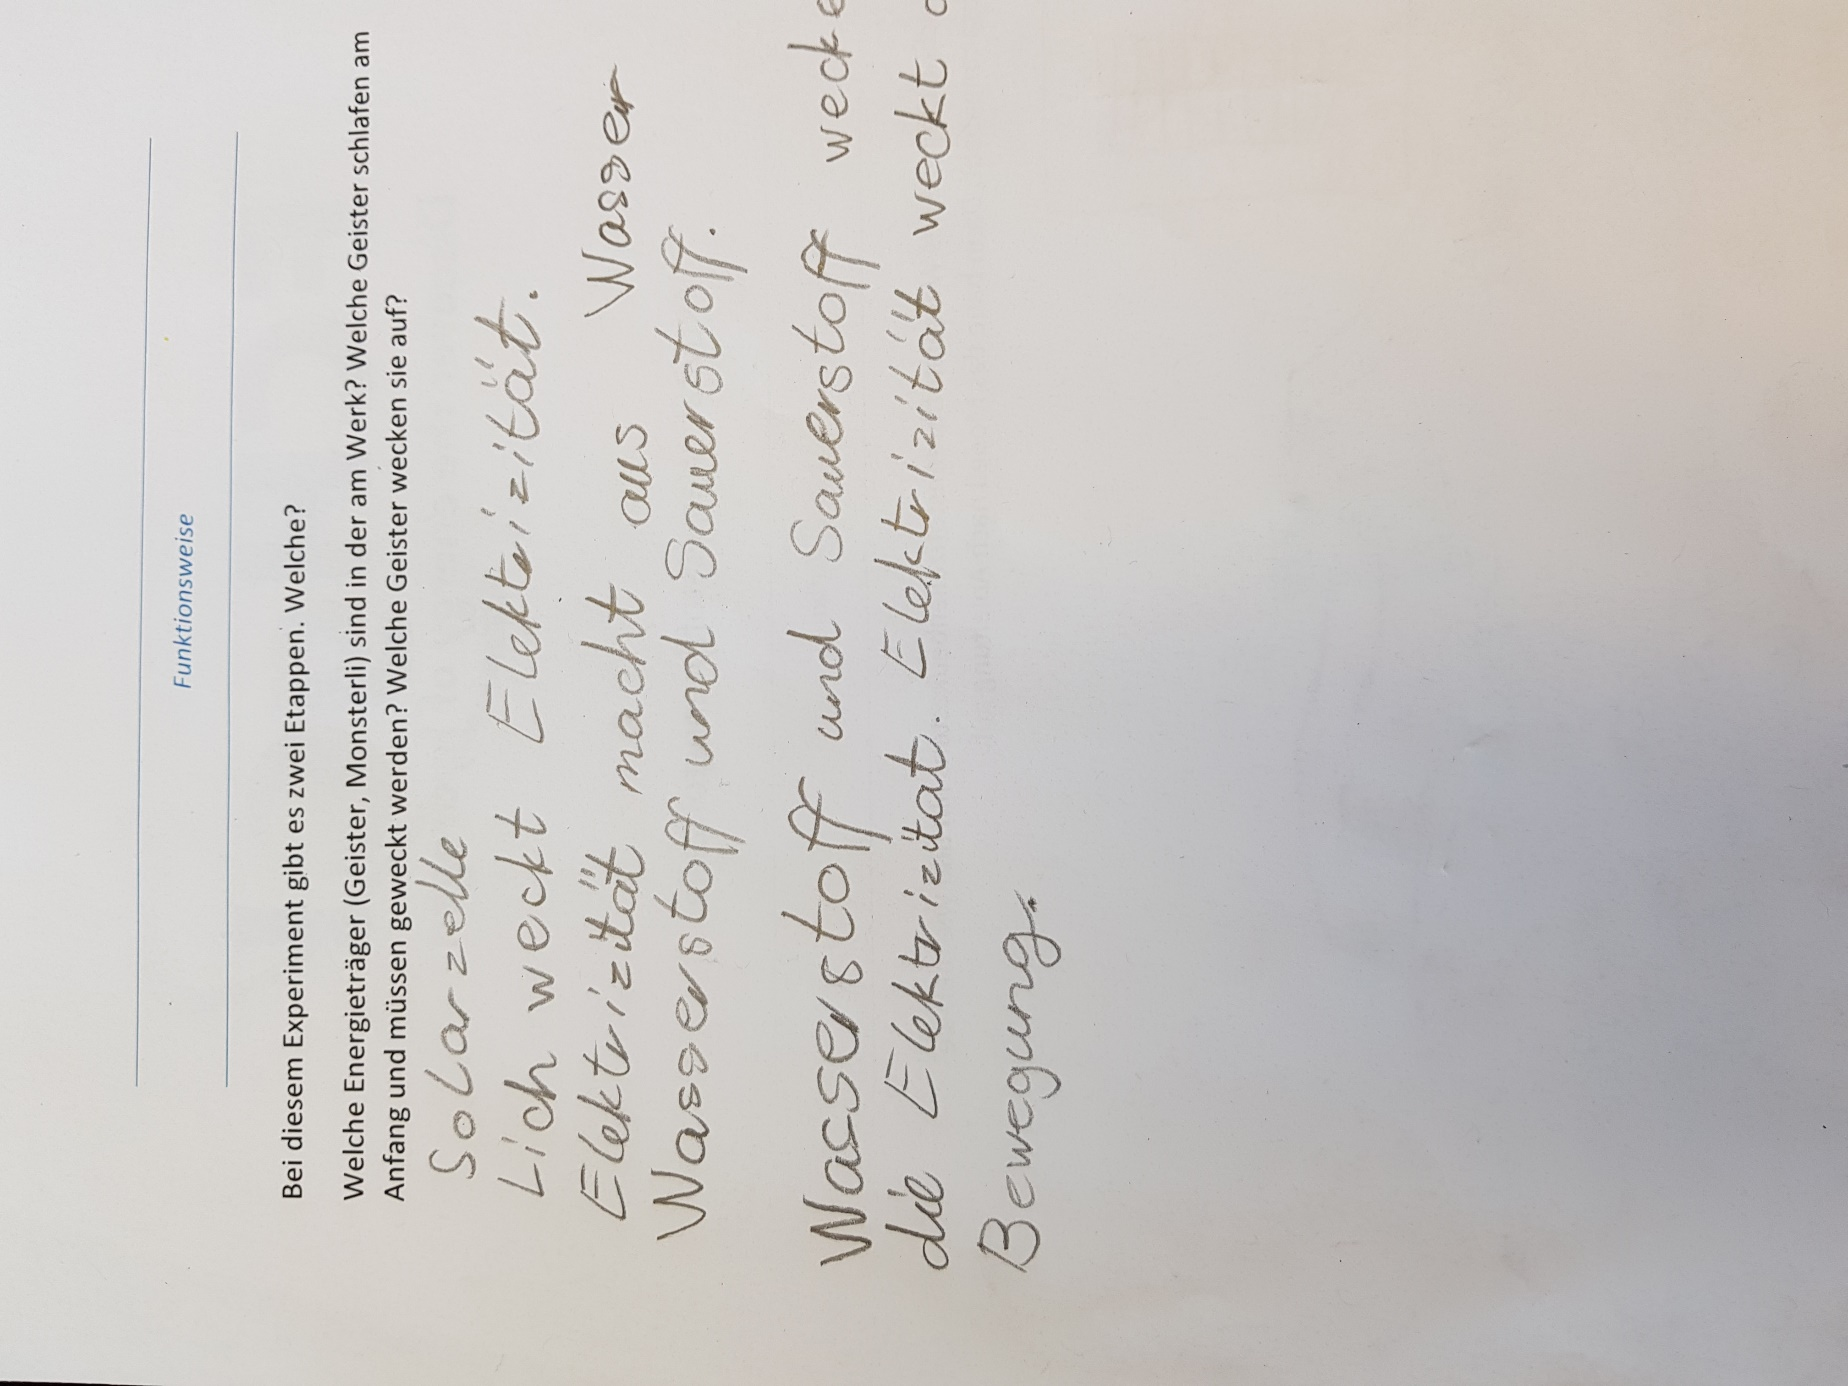 Funktionsweise
Bei diesem Experiment gibt es zwei Etappen. Welche?
Welche Energieträger (Geister, Monsterli) sind in der am Werk? Welche Geister schlafen am
Anfang und müssen geweckt werden? Welche Geister wecken sie auf?
Solarzelle
Lich weckt Elektrizität.
Elektrizität macht aus Wasser
Wasserstoff und Sauerstoff.
Wasserstoff und Sauerstoff wecke
die Elektrizitat. Elektrizität weckt
Bewegung.